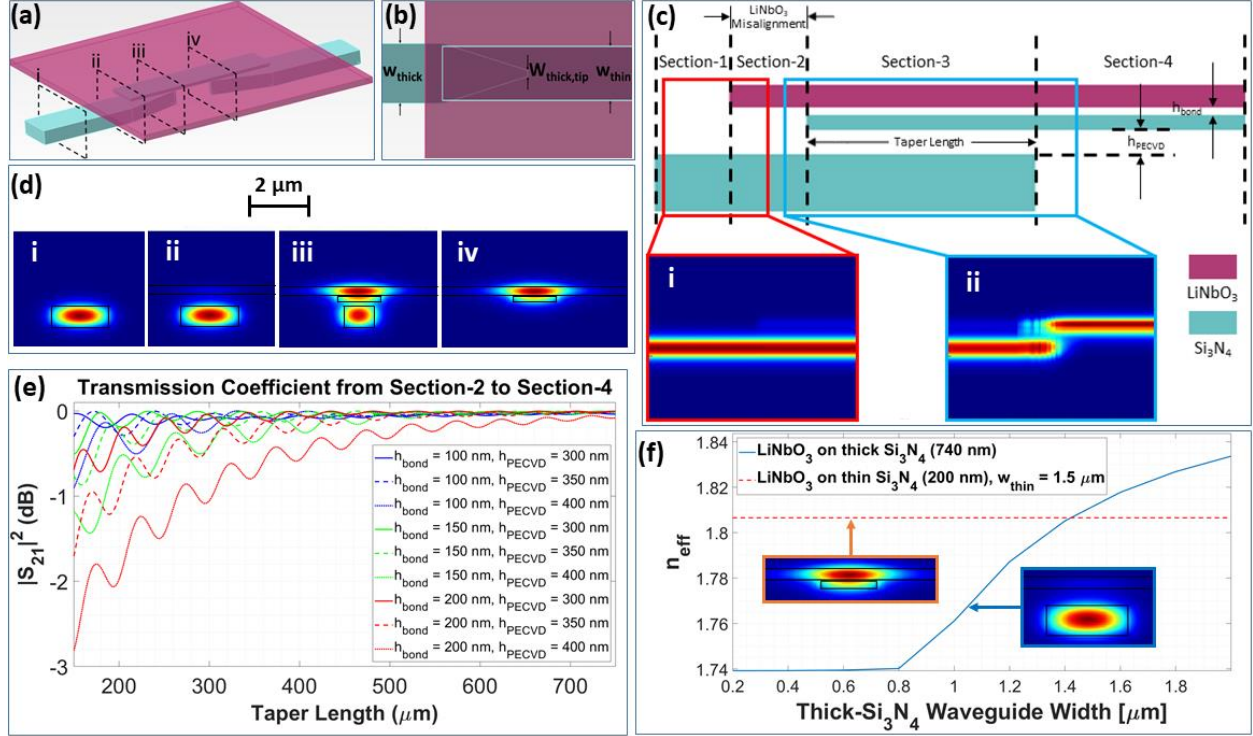 (a)
i
ii
iii
iv
(b)
w_thick
W_thick,tip
w_thin
(c)
LiNbO₃
Misalignment
Section-1
Section-2
Section-3
Section-4
h_bond
Taper Length
h_PECVD
i
ii
LiNbO₃
Si₃N₄
(d)
2 μm
i
ii
iii
iv
(e)
Transmission Coefficient from Section-2 to Section-4
|S₂₁|² (dB)
0
-1
-2
-3
h_bond = 100 nm, h_PECVD = 300 nm
h_bond = 100 nm, h_PECVD = 350 nm
h_bond = 100 nm, h_PECVD = 400 nm
h_bond = 150 nm, h_PECVD = 300 nm
h_bond = 150 nm, h_PECVD = 350 nm
h_bond = 150 nm, h_PECVD = 400 nm
h_bond = 200 nm, h_PECVD = 300 nm
h_bond = 200 nm, h_PECVD = 350 nm
h_bond = 200 nm, h_PECVD = 400 nm
200 300 400 500 600 700
Taper Length (μm)
(f)
LiNbO₃ on thick Si₃N₄ (740 nm)
LiNbO₃ on thin Si₃N₄ (200 nm), w_thin = 1.5 μm
n_eff
1.84
1.82
1.8
1.78
1.76
1.74
0.2 0.4 0.6 0.8 1 1.2 1.4 1.6 1.8
Thick-Si₃N₄ Waveguide Width [μm]